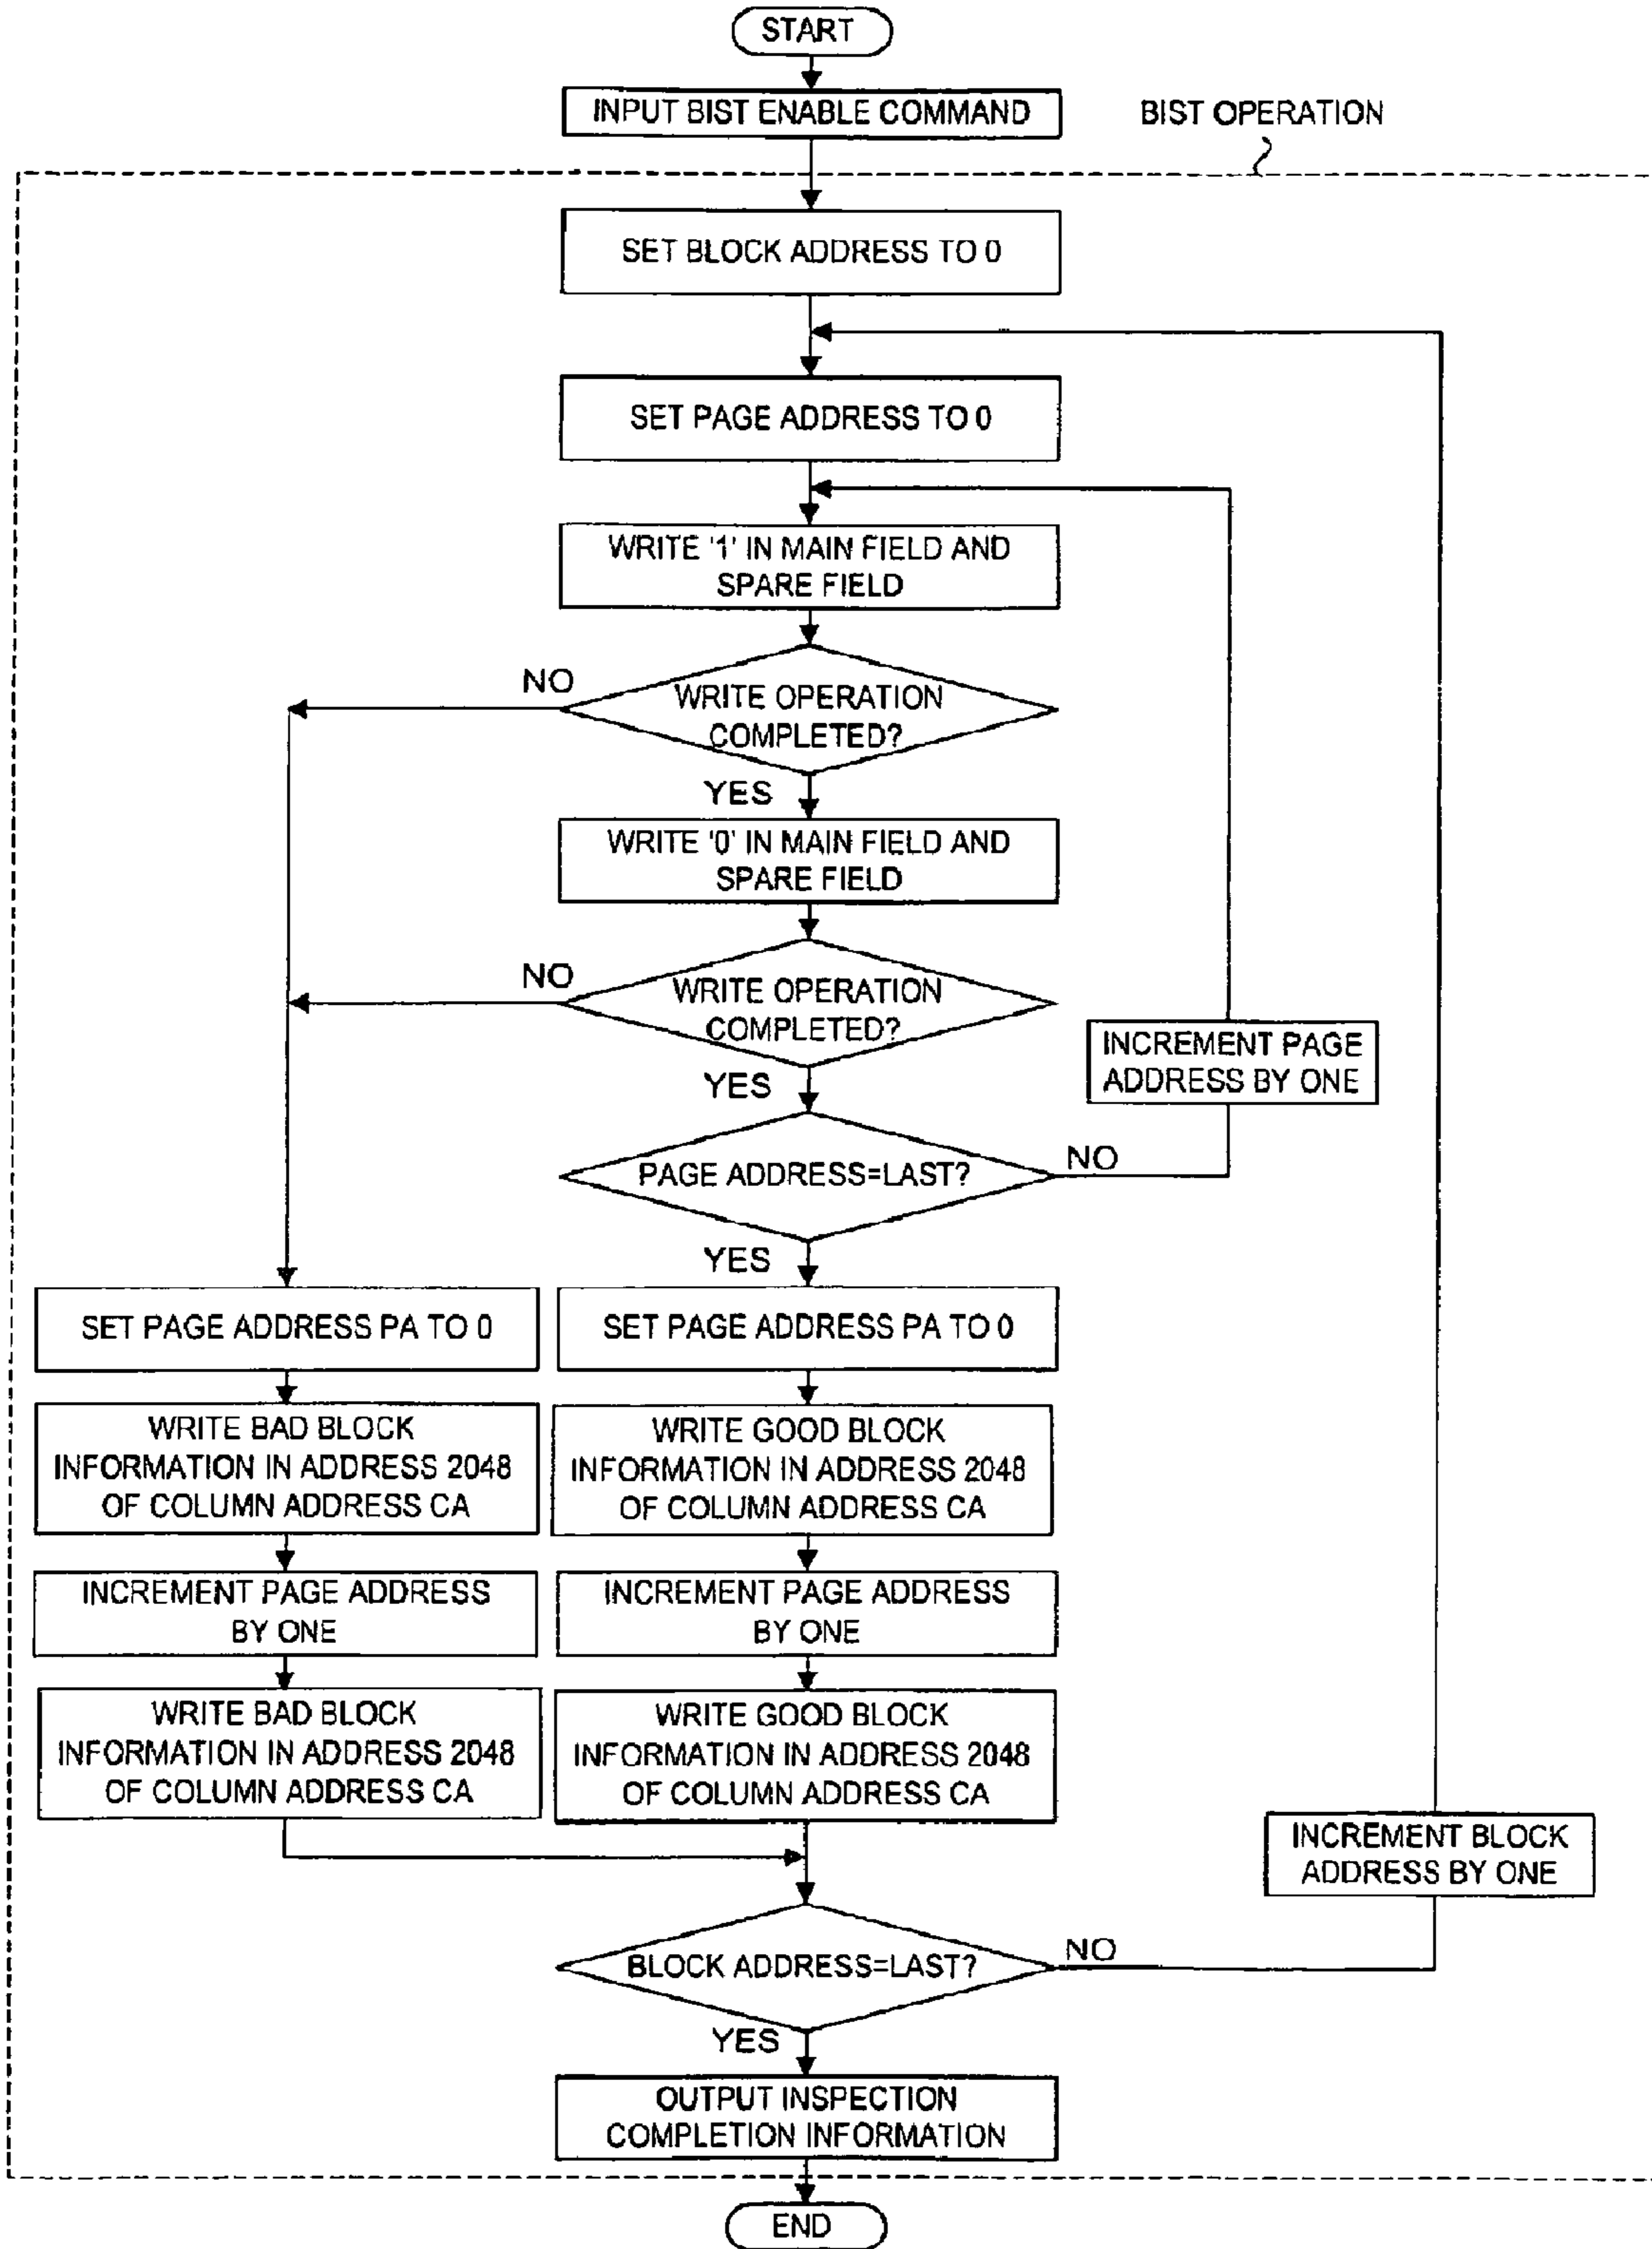 START
INPUT BIST ENABLE COMMAND
BIST OPERATION
SET BLOCK ADDRESS TO 0
SET PAGE ADDRESS TO 0
WRITE '1' IN MAIN FIELD AND
SPARE FIELD
NO
WRITE OPERATION
COMPLETED?
YES
WRITE '0' IN MAIN FIELD AND
SPARE FIELD
NO
WRITE OPERATION
COMPLETED?
INCREMENT PAGE
ADDRESS BY ONE
YES
PAGE ADDRESS=LAST?
NO
YES
SET PAGE ADDRESS PA TO 0
SET PAGE ADDRESS PA TO 0
WRITE BAD BLOCK
INFORMATION IN ADDRESS 2048
OF COLUMN ADDRESS CA
WRITE GOOD BLOCK
INFORMATION IN ADDRESS 2048
OF COLUMN ADDRESS CA
INCREMENT PAGE ADDRESS
BY ONE
INCREMENT PAGE ADDRESS
BY ONE
WRITE BAD BLOCK
INFORMATION IN ADDRESS 2048
OF COLUMN ADDRESS CA
WRITE GOOD BLOCK
INFORMATION IN ADDRESS 2048
OF COLUMN ADDRESS CA
INCREMENT BLOCK
ADDRESS BY ONE
BLOCK ADDRESS=LAST?
NO
YES
OUTPUT INSPECTION
COMPLETION INFORMATION
END